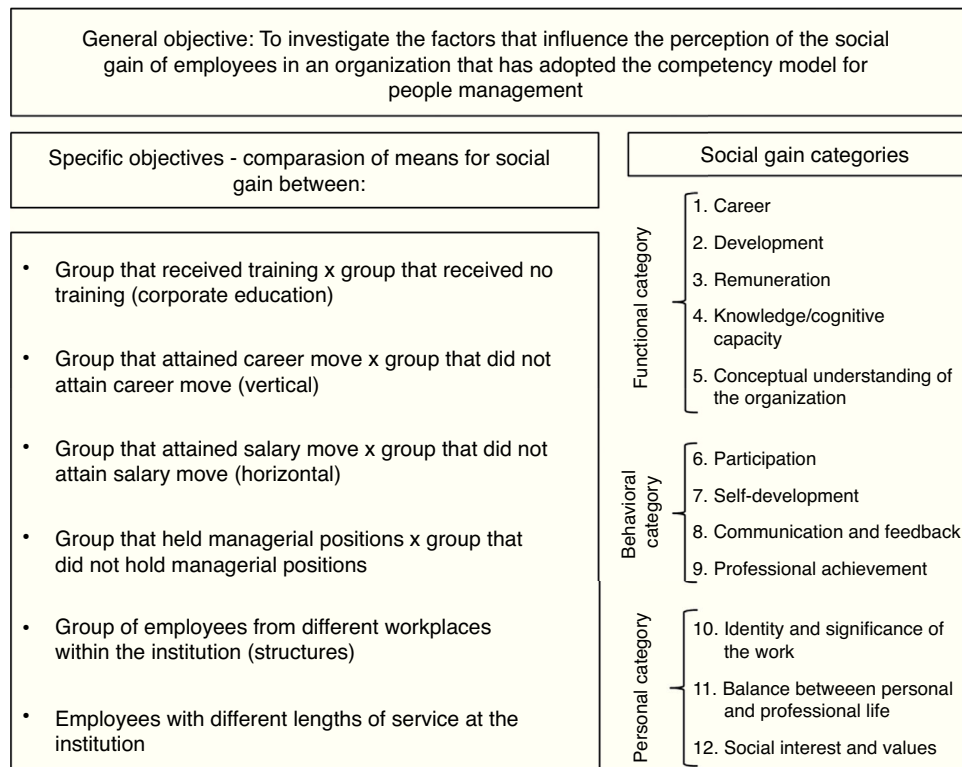 General objective: To investigate the factors that influence the perception of the social
gain of employees in an organization that has adopted the competency model for
people management
Specific objectives - comparasion of means for social
gain between:
• Group that received training x group that received no
training (corporate education)
• Group that attained career move x group that did not
attain career move (vertical)
• Group that attained salary move x group that did not
attain salary move (horizontal)
• Group that held managerial positions x group that
did not hold managerial positions
• Group of employees from different workplaces
within the institution (structures)
• Employees with different lengths of service at the
institution
Social gain categories
Functional category
1. Career
2. Development
3. Remuneration
4. Knowledge/cognitive
capacity
5. Conceptual understanding of
the organization
Behavioral
category
6. Participation
7. Self-development
8. Communication and feedback
9. Professional achievement
Personal category
10. Identity and significance of
the work
11. Balance betweeen personal
and professional life
12. Social interest and values